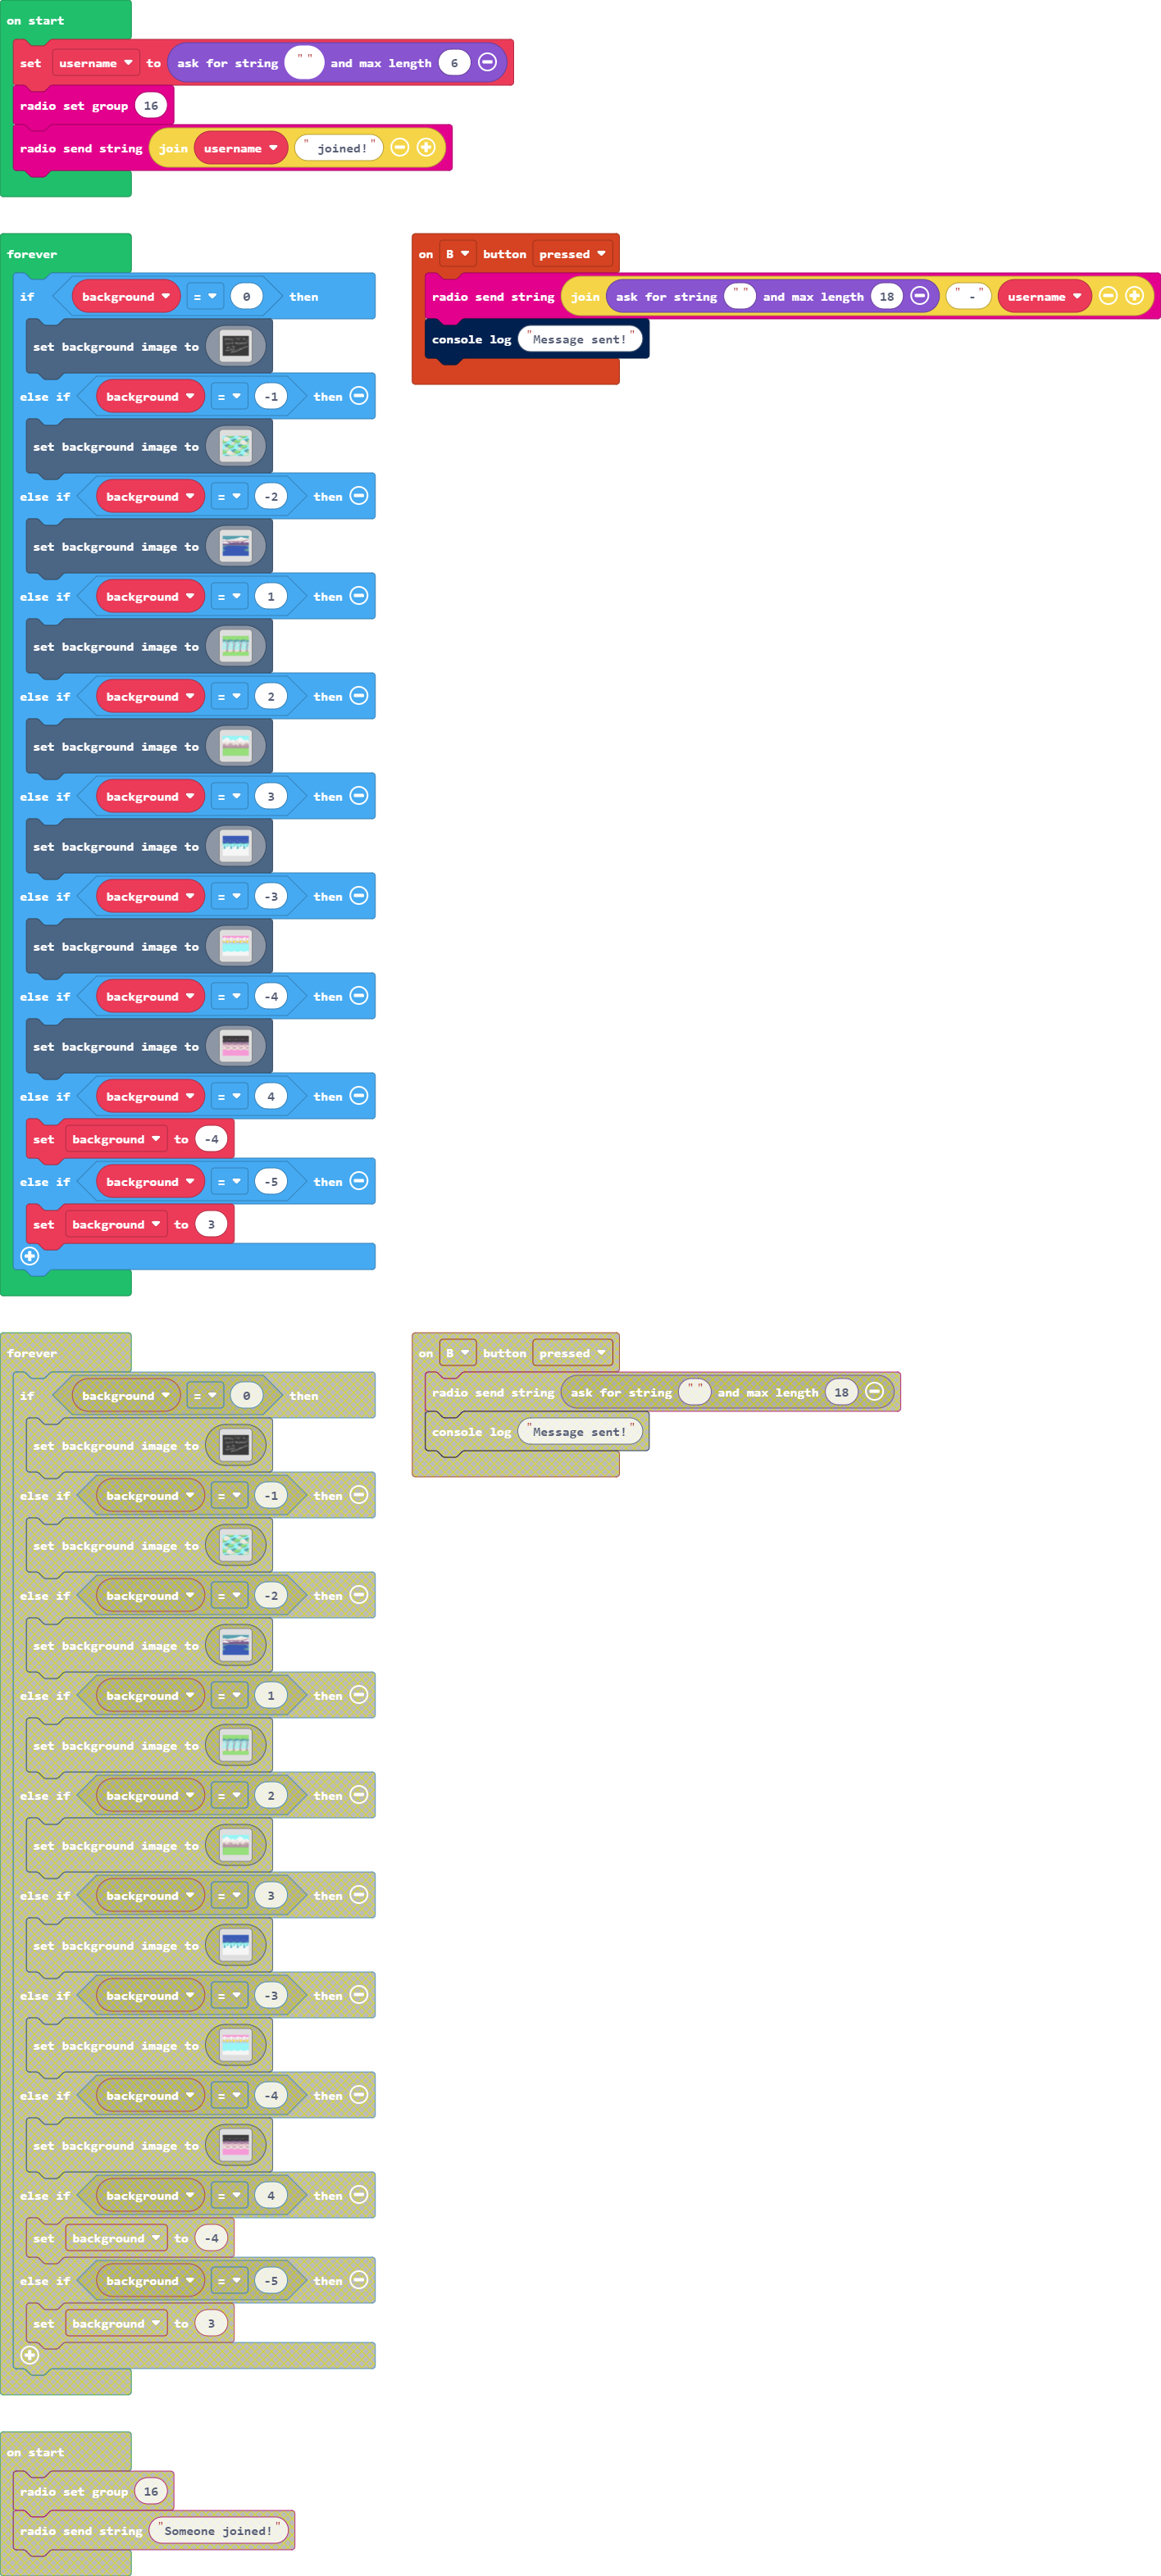 on start
set username to ask for string " " and max length 6
radio set group 16
radio send string join username " joined! "
forever
if background = 0 then
set background image to
else if background = -1 then
set background image to
else if background = -2 then
set background image to
else if background = 1 then
set background image to
else if background = 2 then
set background image to
else if background = 3 then
set background image to
else if background = -3 then
set background image to
else if background = -4 then
set background image to
else if background = 4 then
set background to -4
else if background = -5 then
set background to 3
on B button pressed
radio send string join ask for string " " and max length 18 " - " username
console log "Message sent!"
forever
if background = 0 then
set background image to
else if background = -1 then
set background image to
else if background = -2 then
set background image to
else if background = 1 then
set background image to
else if background = 2 then
set background image to
else if background = 3 then
set background image to
else if background = -3 then
set background image to
else if background = -4 then
set background image to
else if background = 4 then
set background to -4
else if background = -5 then
set background to 3
on B button pressed
radio send string ask for string " " and max length 18
console log "Message sent!"
on start
radio set group 16
radio send string "Someone joined!"